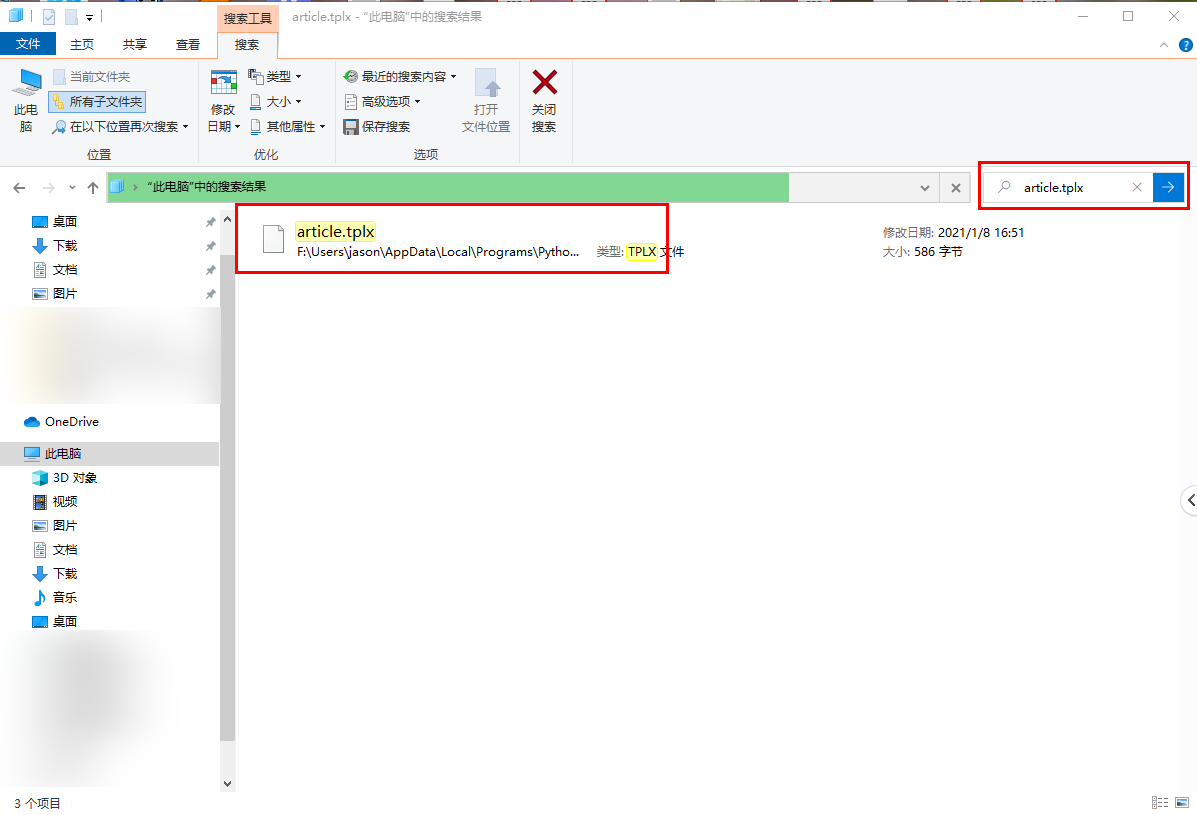 搜索工具
article.tplx - “此电脑”中的搜索结果
文件 主页 共享 查看 搜索
此电脑
当前文件夹
所有子文件夹
在以下位置再次搜索
位置
修改日期
类型
大小
其他属性
优化
最近的搜索内容
高级选项
保存搜索
打开
文件位置
选项
关闭
搜索
“此电脑”中的搜索结果
article.tplx
桌面
下载
文档
图片
OneDrive
此电脑
3D 对象
视频
图片
文档
下载
音乐
桌面
article.tplx
F:\Users\jason\AppData\Local\Programs\Pytho...
类型: TPLX 文件
修改日期: 2021/1/8 16:51
大小: 586 字节
3 个项目